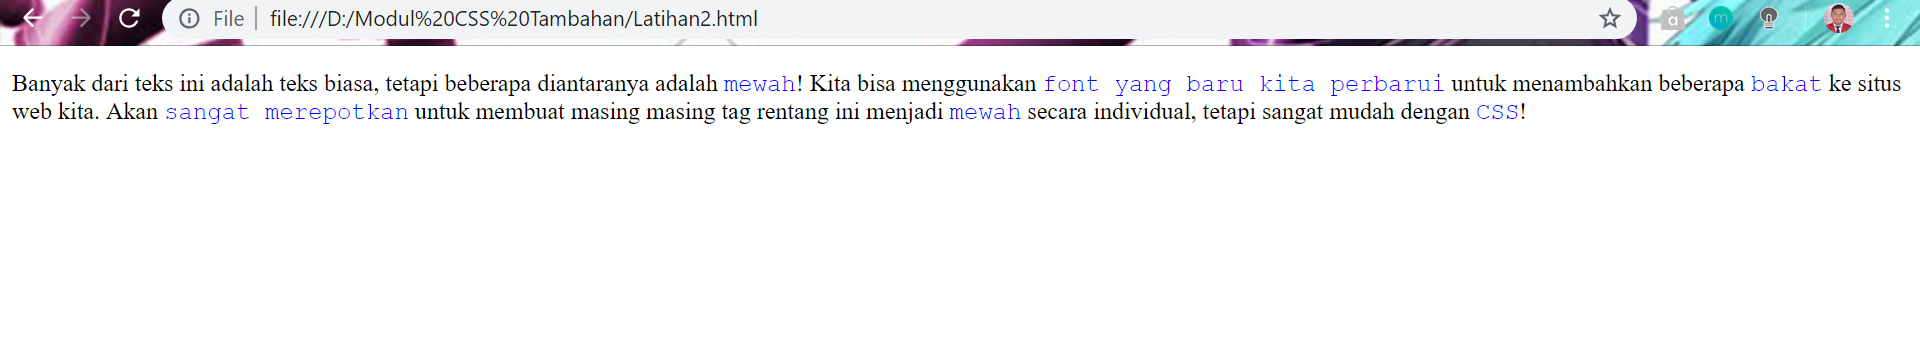 File file:///D:/Modul%20CSS%20Tambahan/Latihan2.html
Banyak dari teks ini adalah teks biasa, tetapi beberapa diantaranya adalah mewah! Kita bisa menggunakan font yang baru kita perbarui untuk menambahkan beberapa bakat ke situs
web kita. Akan sangat merepotkan untuk membuat masing masing tag rentang ini menjadi mewah secara individual, tetapi sangat mudah dengan CSS!